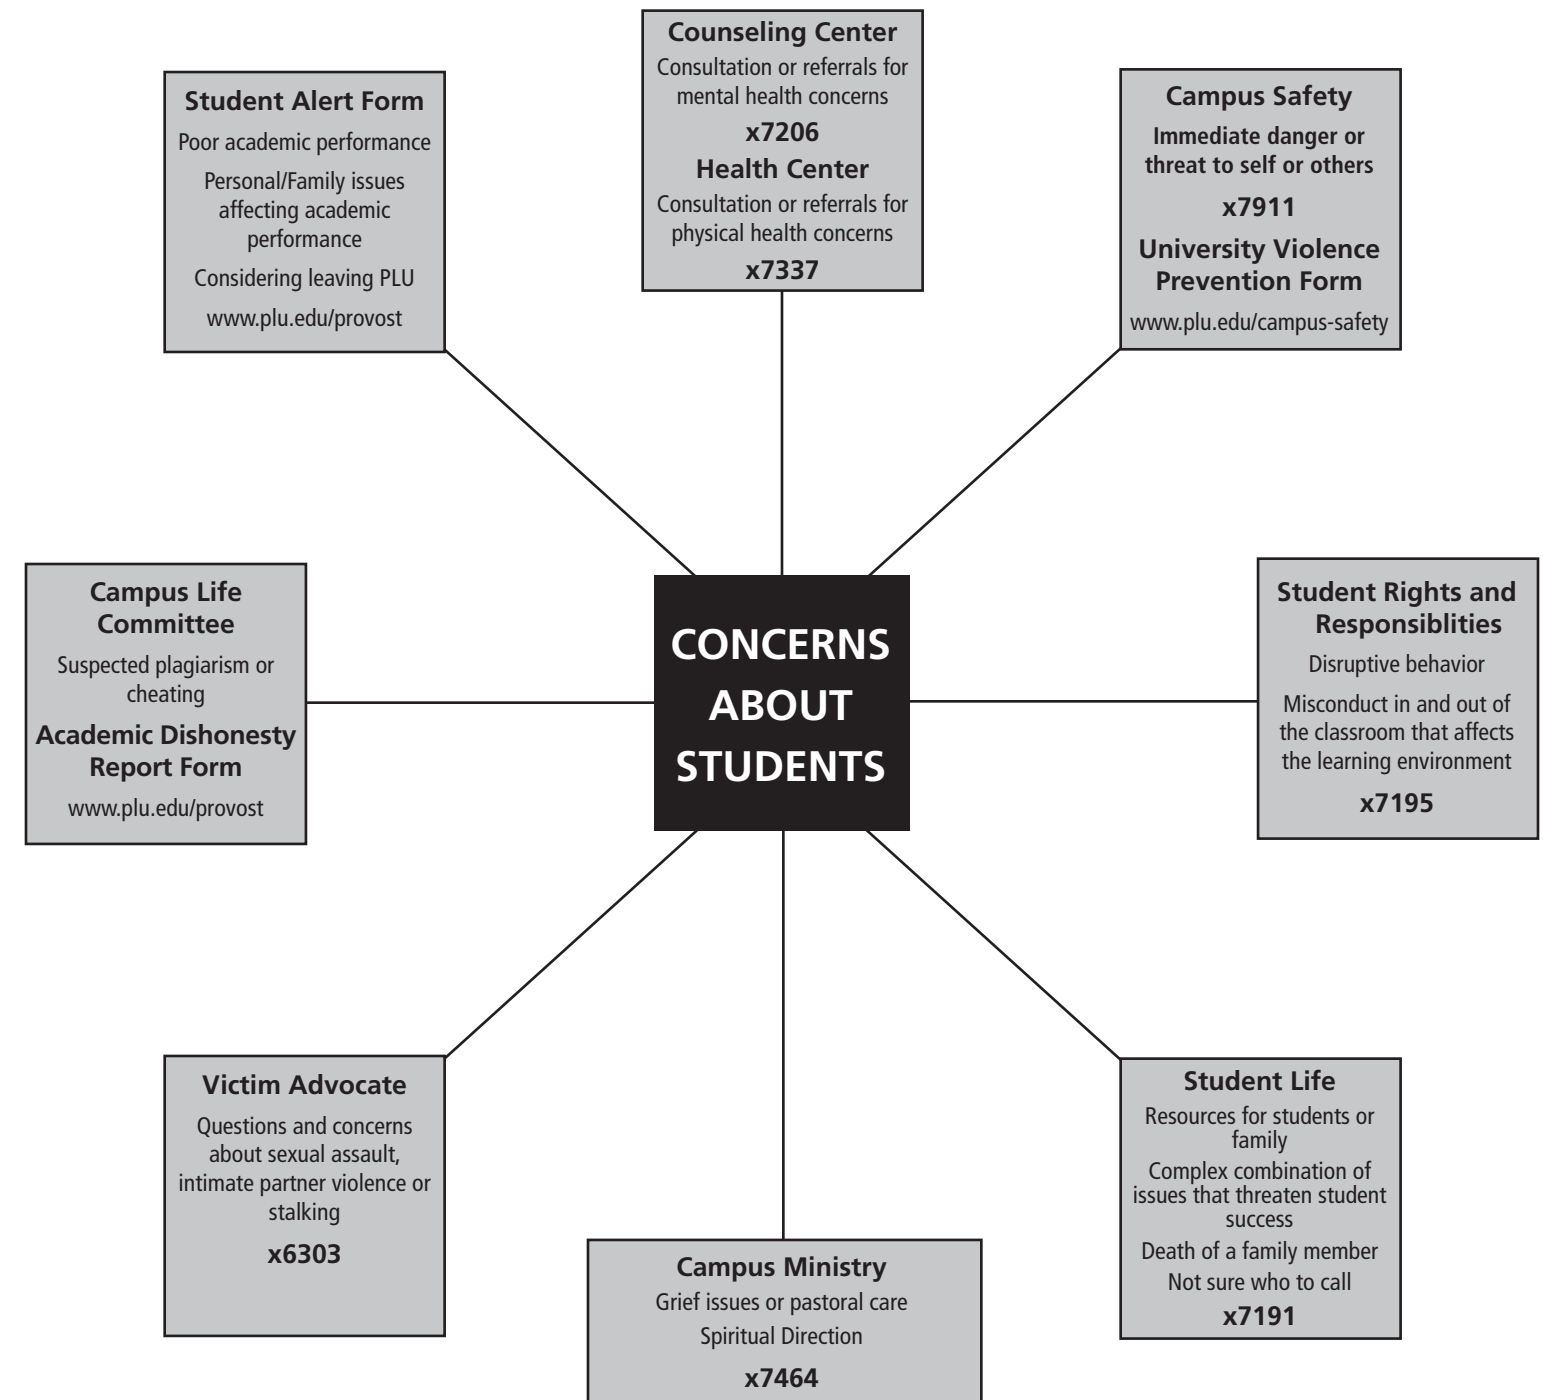 Counseling Center
Consultation or referrals for
mental health concerns
x7206
Health Center
Consultation or referrals for
physical health concerns
x7337
Student Alert Form
Poor academic performance
Personal/Family issues
affecting academic
performance
Considering leaving PLU
www.plu.edu/provost
Campus Safety
Immediate danger or
threat to self or others
x7911
University Violence
Prevention Form
www.plu.edu/campus-safety
Campus Life
Committee
Suspected plagiarism or
cheating
Academic Dishonesty
Report Form
www.plu.edu/provost
CONCERNS
ABOUT
STUDENTS
Student Rights and
Responsiblities
Disruptive behavior
Misconduct in and out of
the classroom that affects
the learning environment
x7195
Victim Advocate
Questions and concerns
about sexual assault,
intimate partner violence or
stalking
x6303
Campus Ministry
Grief issues or pastoral care
Spiritual Direction
x7464
Student Life
Resources for students or
family
Complex combination of
issues that threaten student
success
Death of a family member
Not sure who to call
x7191